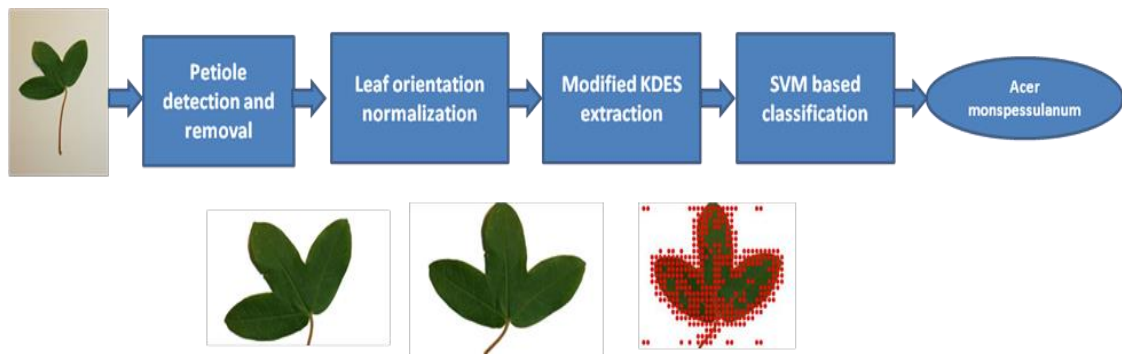 Petiole
detection and
removal
Leaf orientation
normalization
Modified KDES
extraction
SVM based
classification
Acer
monspessulanum